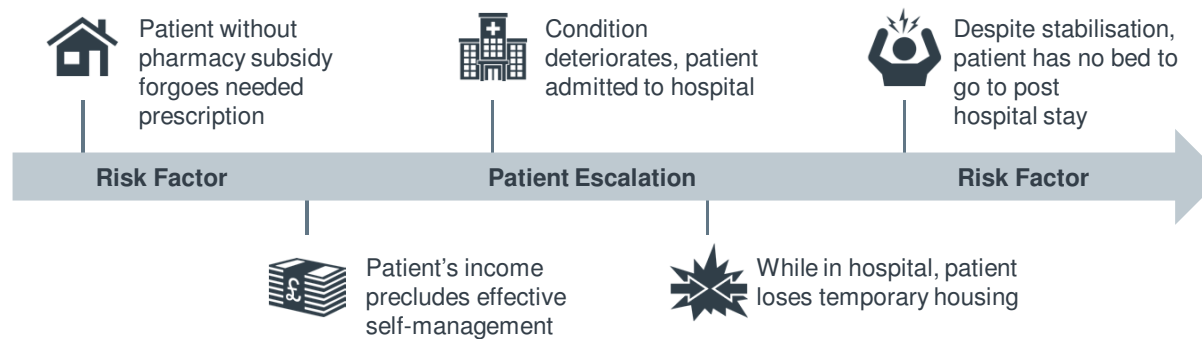 Patient without
pharmacy subsidy
forgoes needed
prescription
Condition
deteriorates, patient
admitted to hospital
Despite stabilisation,
patient has no bed to
go to post
hospital stay
Risk Factor
Patient Escalation
Risk Factor
£
Patient’s income
precludes effective
self-management
While in hospital, patient
loses temporary housing